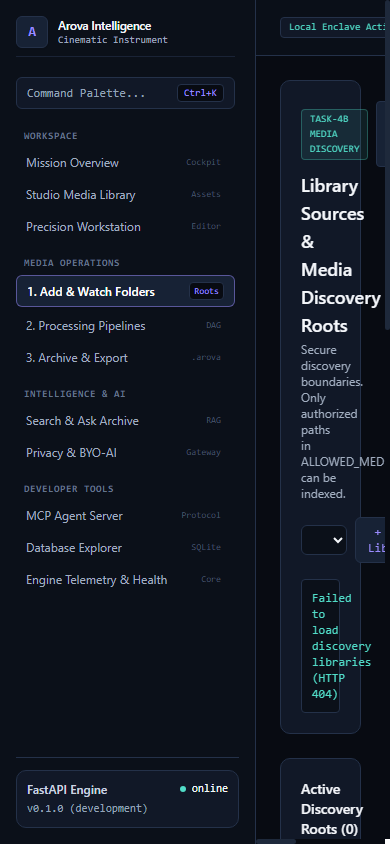 A
Arova Intelligence
Cinematic Instrument
Command Palette...
Ctrl+K
WORKSPACE
Mission Overview
Cockpit
Studio Media Library
Assets
Precision Workstation
Editor
MEDIA OPERATIONS
1. Add & Watch Folders
Roots
2. Processing Pipelines
DAG
3. Archive & Export
.arova
INTELLIGENCE & AI
Search & Ask Archive
RAG
Privacy & BYO-AI
Gateway
DEVELOPER TOOLS
MCP Agent Server
Protocol
Database Explorer
SQLite
Engine Telemetry & Health
Core
FastAPI Engine
online
v0.1.0 (development)
Local Enclave Acti
TASK-4B
MEDIA
DISCOVERY
Library
Sources
&
Media
Discovery
Roots
Secure
discovery
boundaries.
Only
authorized
paths
in
ALLOWED_MED
can be
indexed.
+
Lib
Failed
to
load
discovery
libraries
(HTTP
404)
Active
Discovery
Roots (0)